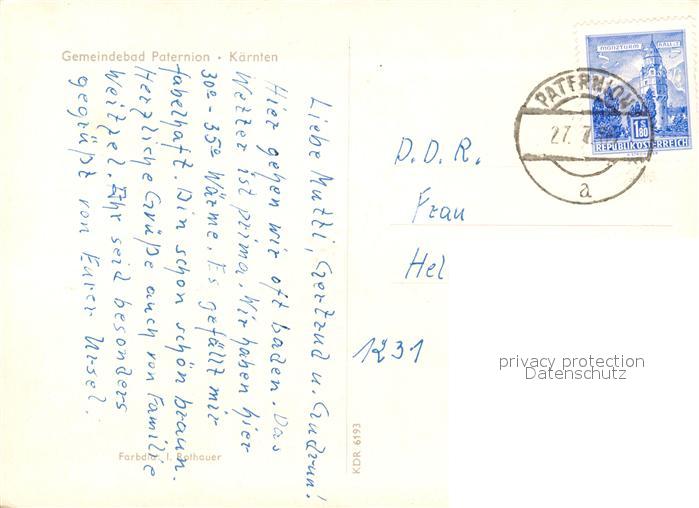 Gemeindebad Paternion · Kärnten
Liebe Mutti, Gertrud u. Gudrun!
Hier gehen wir oft baden. Das
Wetter ist prima. Wir haben hier
30° - 35° Wärme. Es gefällt mir
fabelhaft. Bin schon schön braun.
Herzliche Grüße auch von Familie
Weitzel. Ihr seid besonders
gegrüßt von Eurer Ursel.
Farbdia: I. Rothauer
KDR 6193
MÜNZTURM HALL i. T.
S 1.80
REPUBLIK ÖSTERREICH
PATERNION
27. 7.
a
D. D. R.
Frau
Hel
1231
privacy protection
Datenschutz